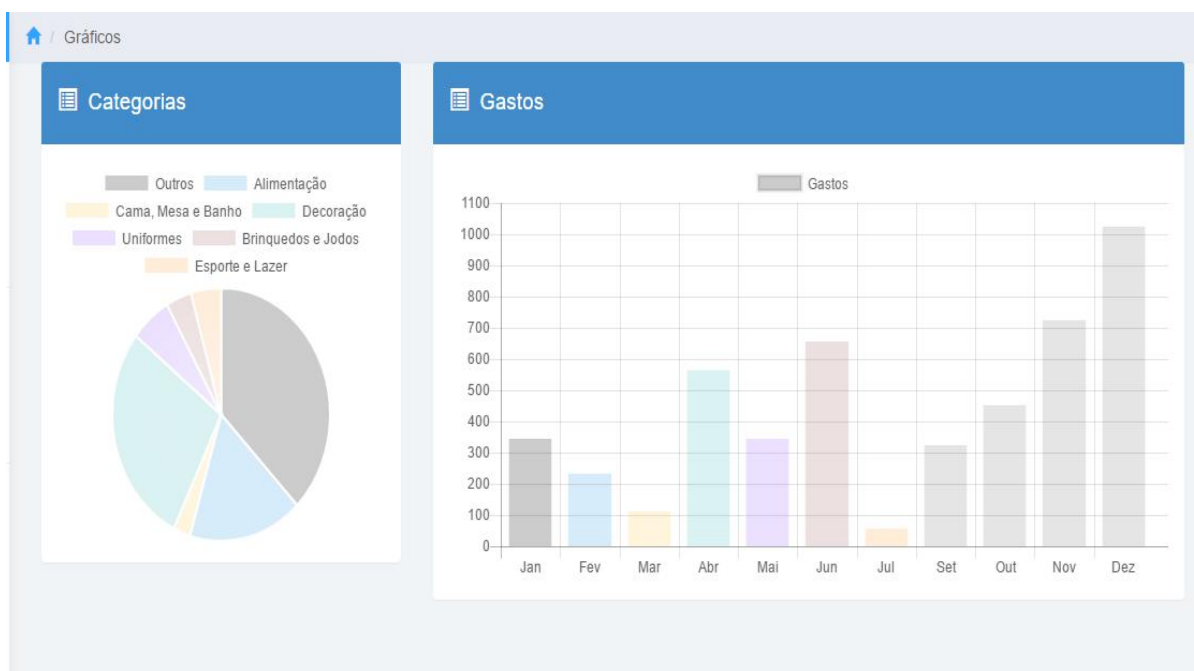 / Gráficos
Categorias
Outros Alimentação
Cama, Mesa e Banho Decoração
Uniformes Brinquedos e Jodos
Esporte e Lazer
Gastos
Gastos
1100
1000
900
800
700
600
500
400
300
200
100
0
Jan Fev Mar Abr Mai Jun Jul Set Out Nov Dez